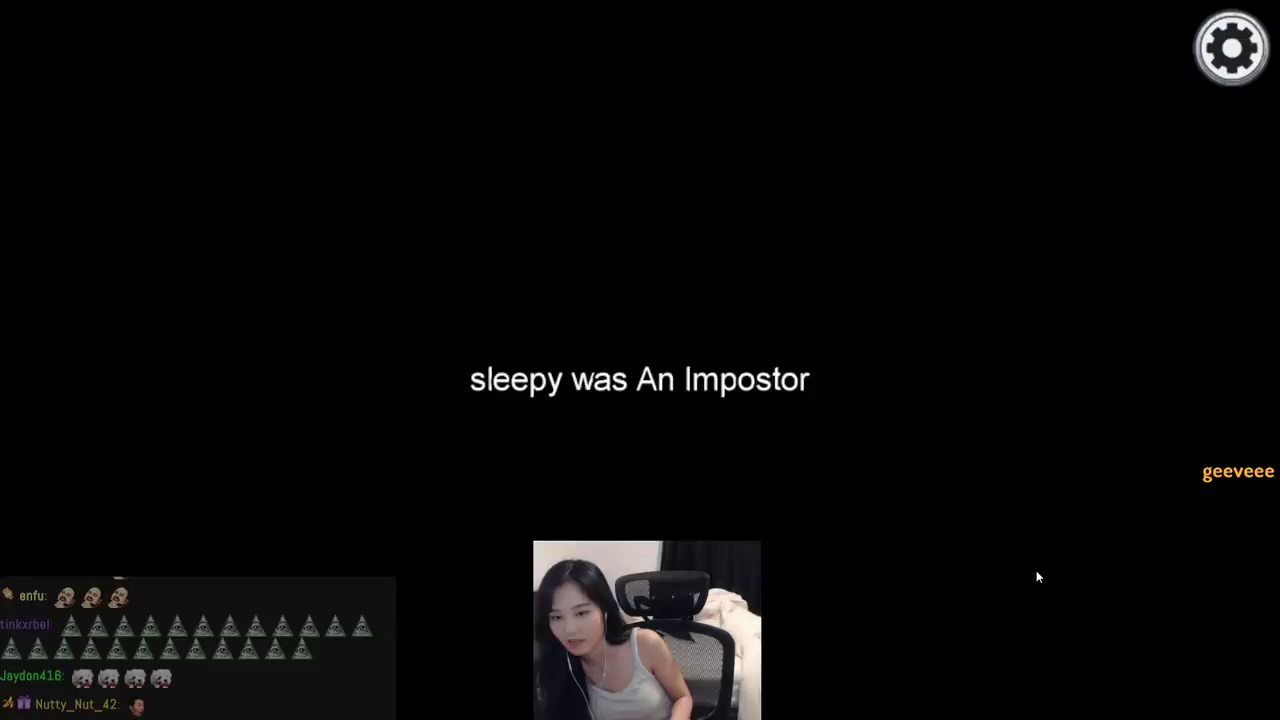 sleepy was An Impostor
geeveee
enfu:
tinkxrbel:
Jaydon416:
Nutty_Nut_42: